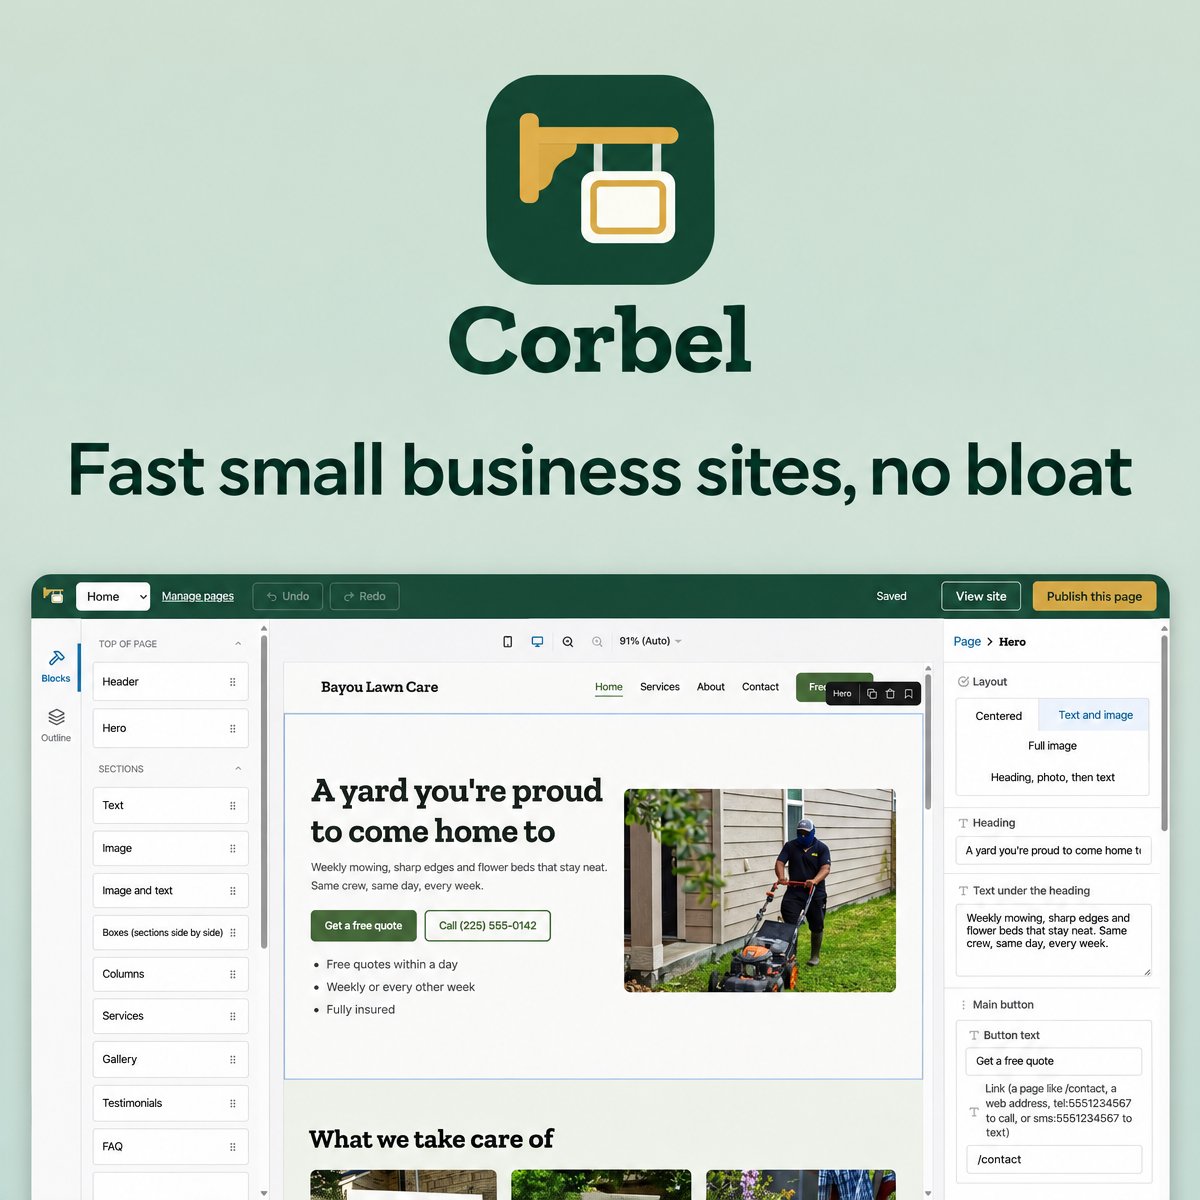 Corbel
Fast small business sites, no bloat
Home
Manage pages
Undo
Redo
Saved
View site
Publish this page
Blocks
Outline
TOP OF PAGE
Header
Hero
SECTIONS
Text
Image
Image and text
Boxes (sections side by side)
Columns
Services
Gallery
Testimonials
FAQ
91% (Auto)
Bayou Lawn Care
Home
Services
About
Contact
Hero
A yard you're proud
to come home to
Weekly mowing, sharp edges and flower beds that stay neat.
Same crew, same day, every week.
Get a free quote
Call (225) 555-0142
Free quotes within a day
Weekly or every other week
Fully insured
What we take care of
Page > Hero
Layout
Centered
Text and image
Full image
Heading, photo, then text
Heading
A yard you're proud to come home
Text under the heading
Weekly mowing, sharp edges and
flower beds that stay neat. Same
crew, same day, every week.
Main button
Button text
Get a free quote
Link (a page like /contact, a
web address, tel:5551234567
to call, or sms:5551234567 to
text)
/contact